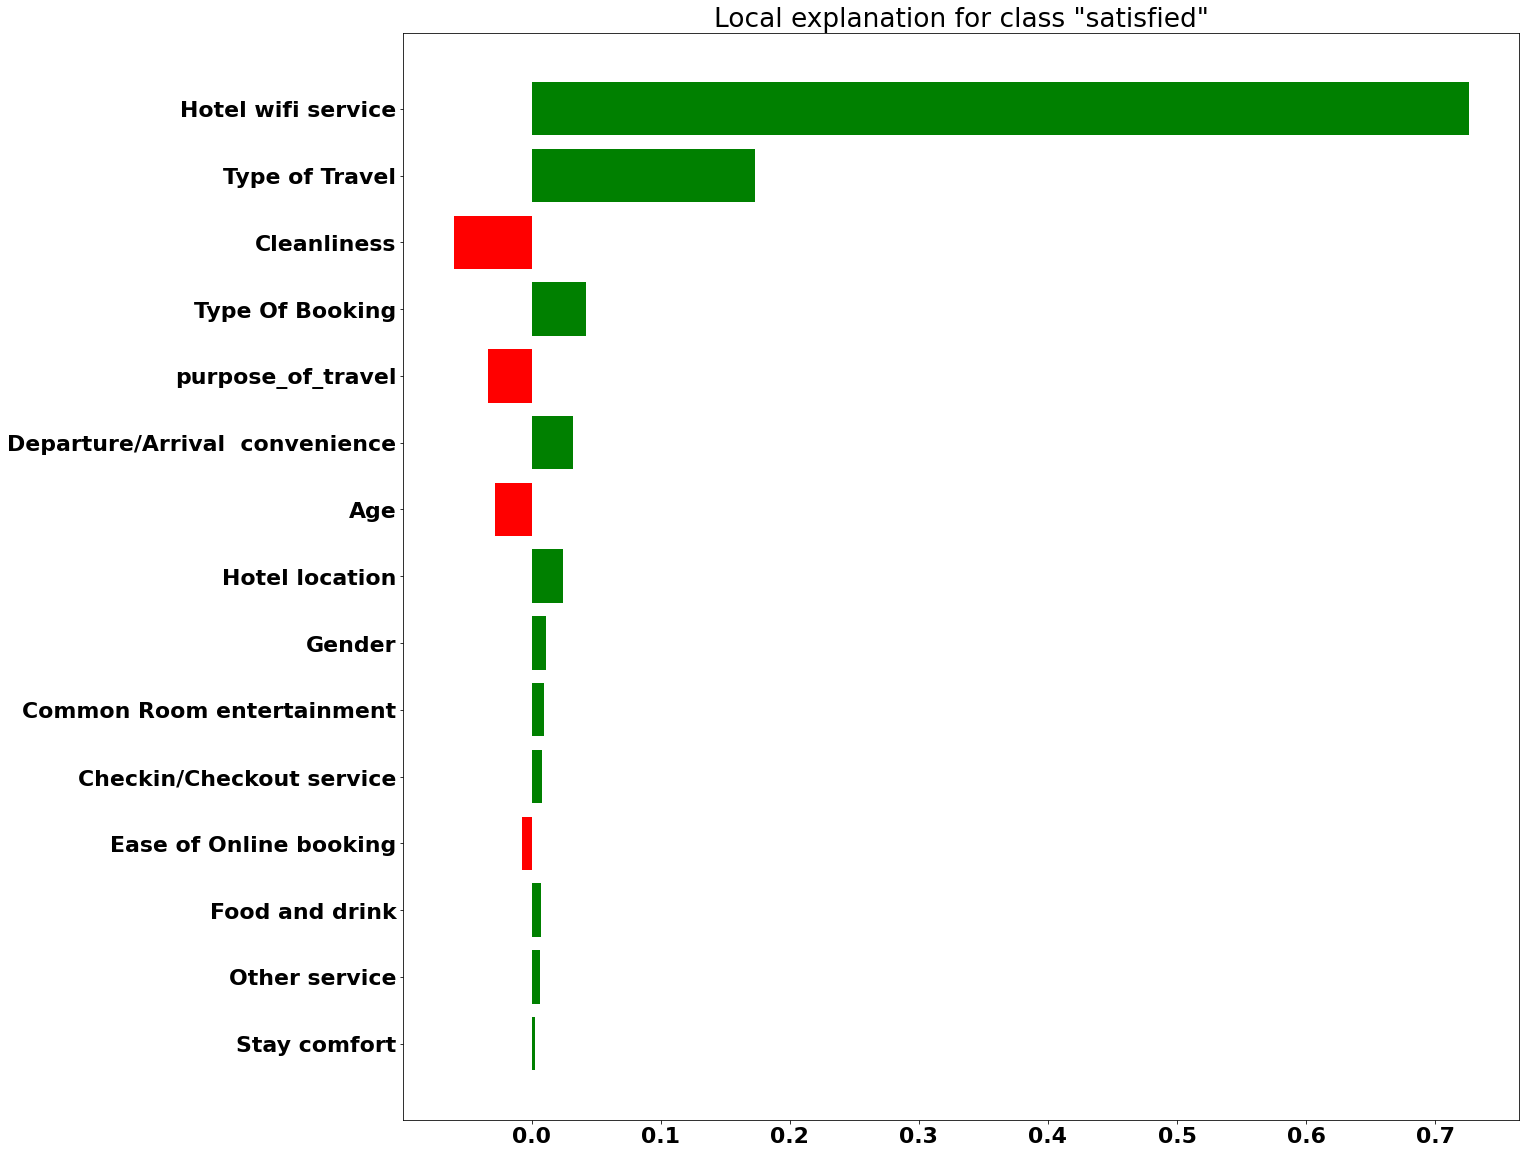 Local explanation for class "satisfied"
Hotel wifi service
Type of Travel
Cleanliness
Type Of Booking
purpose_of_travel
Departure/Arrival  convenience
Age
Hotel location
Gender
Common Room entertainment
Checkin/Checkout service
Ease of Online booking
Food and drink
Other service
Stay comfort
0.0 0.1 0.2 0.3 0.4 0.5 0.6 0.7